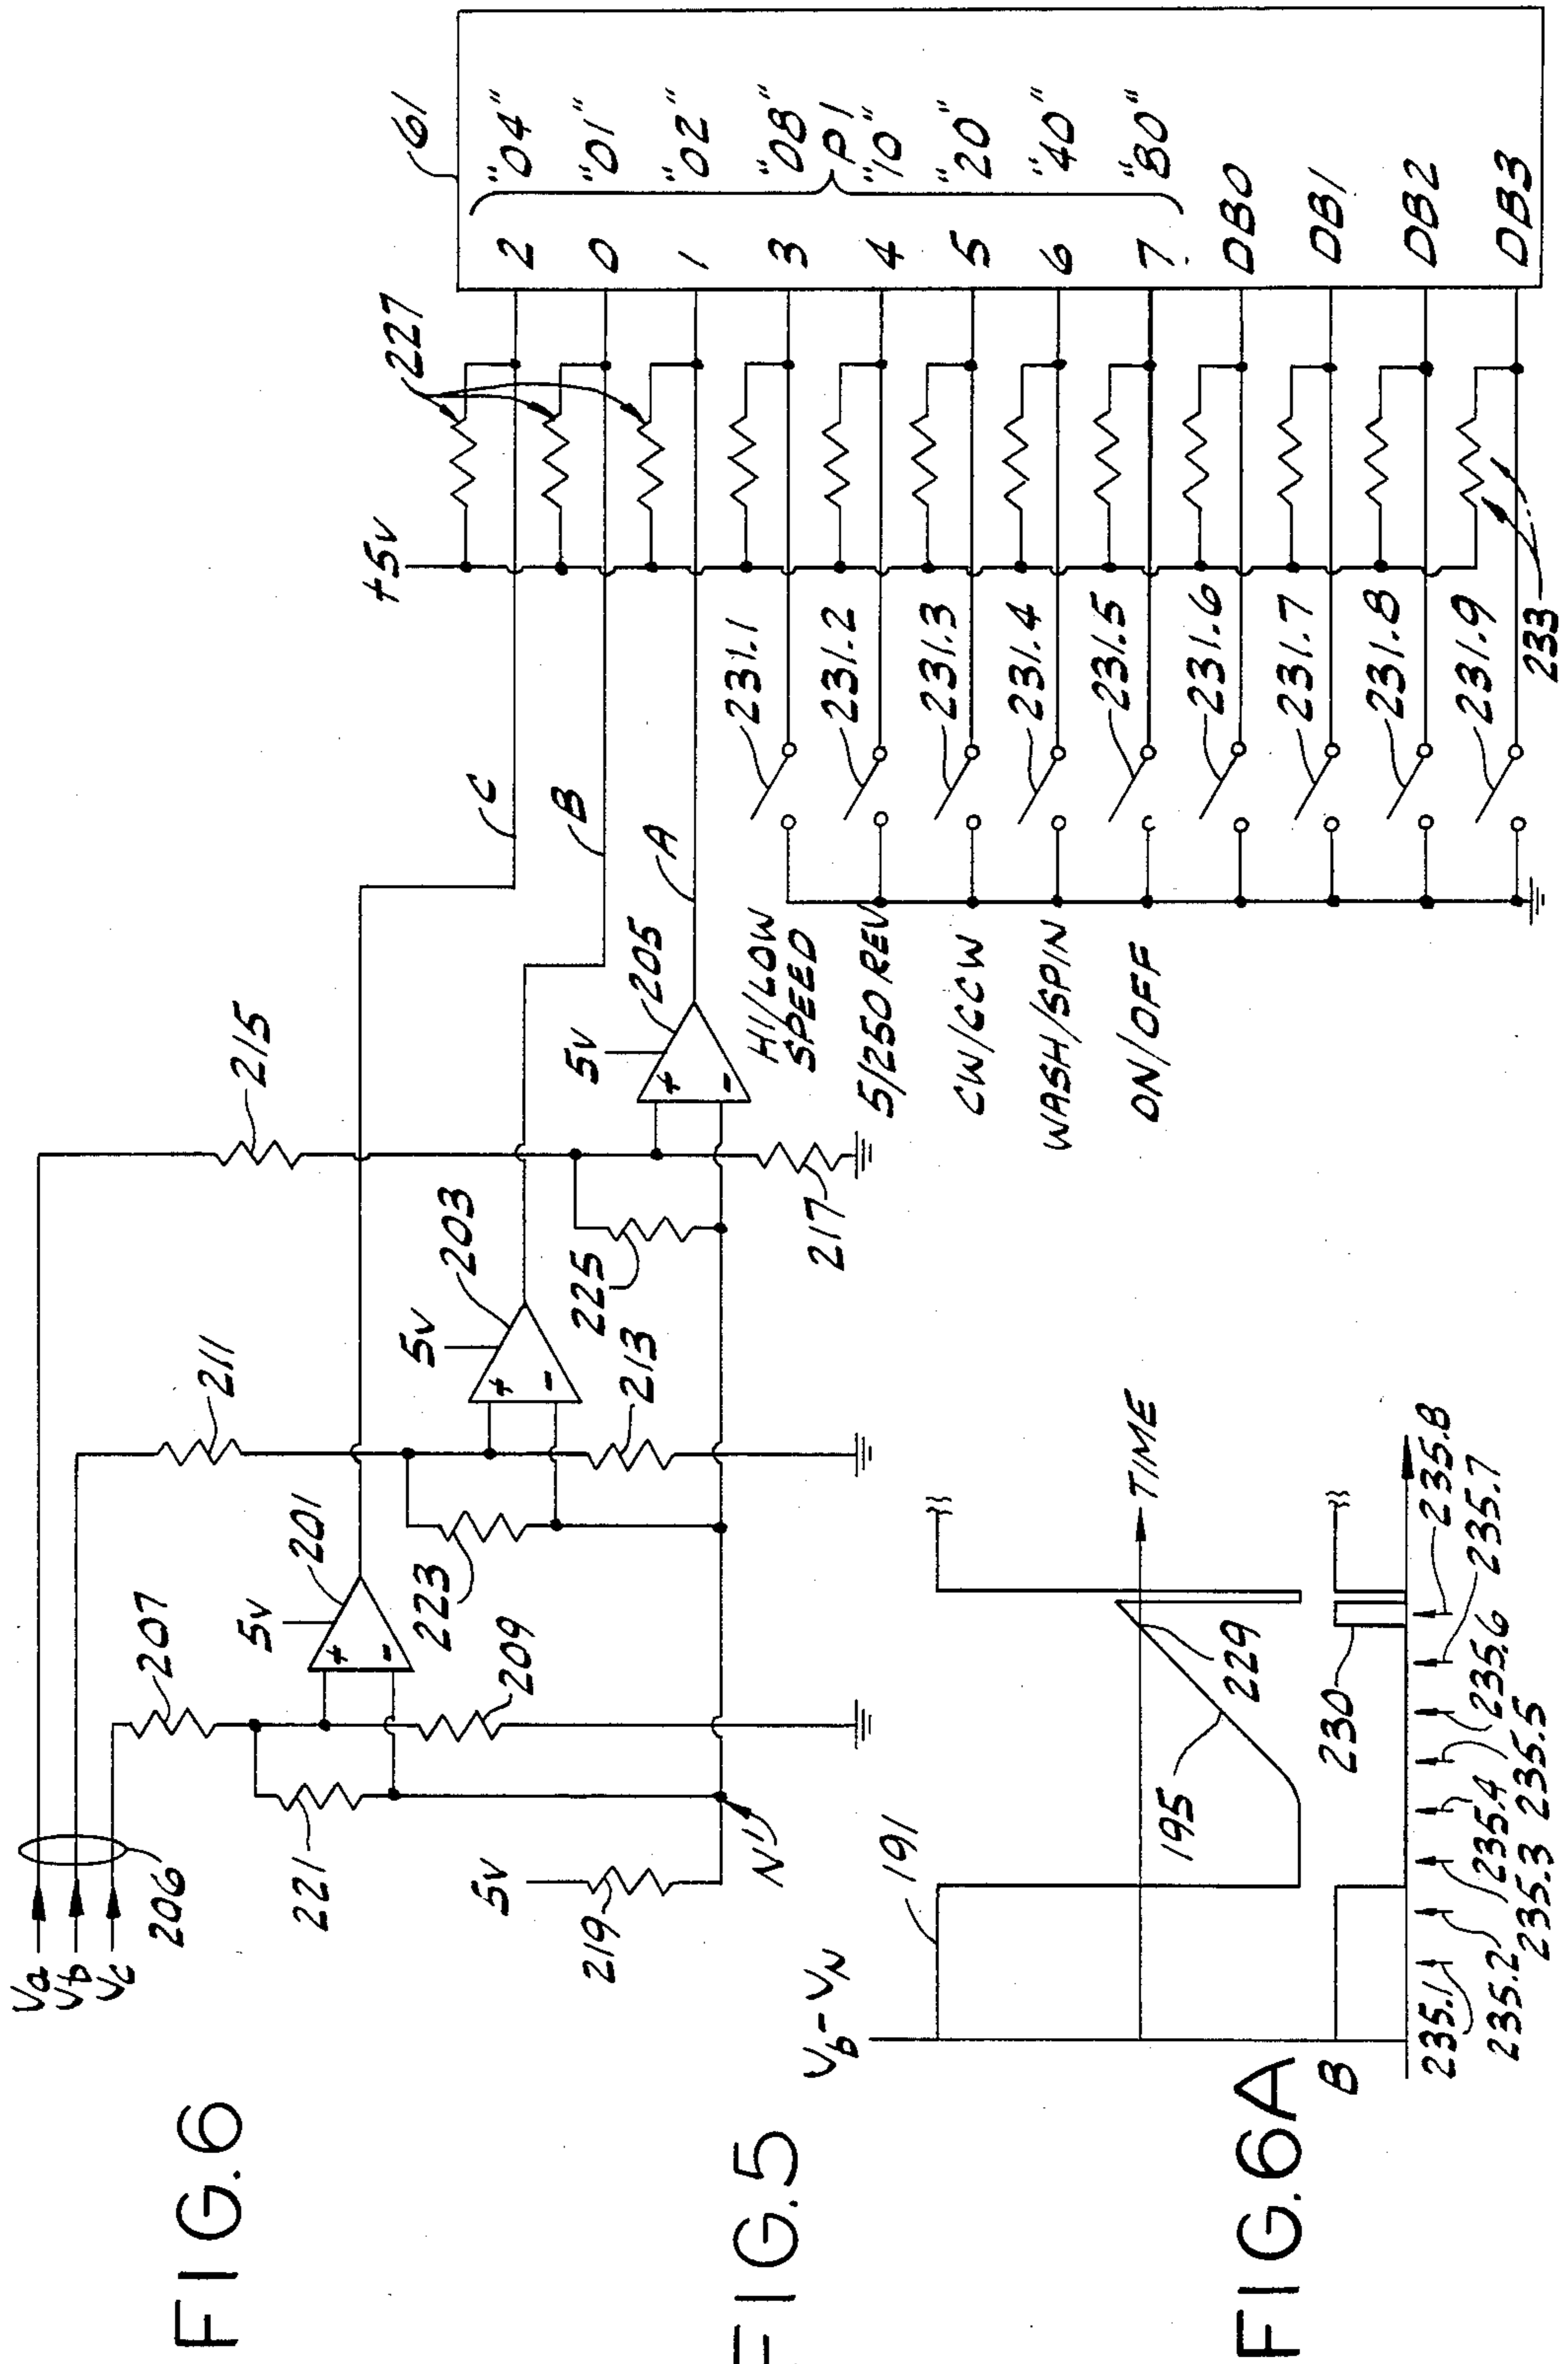 FIG.6
Va
Vb
Vc
206
207
211
215
5V
201
221
209
5V
203
223
213
5V
205
225
217
5V
219
N'
C
B
A
+5V
227
61
2 "04"
0 "01"
1 "02"
3 "08"
P1
4 "10"
5 "20"
6 "40"
7 "80"
DB0
DB1
DB2
DB3
HI/LOW
SPEED
5/250 REV
CW/CCW
WASH/SPIN
ON/OFF
231.1
231.2
231.3
231.4
231.5
231.6
231.7
231.8
231.9
233
FIG.5
Vb-VN
191
195
229
TIME
FIG.6A
B
230
235.1
235.2
235.3
235.4
235.5
235.6
235.7
235.8